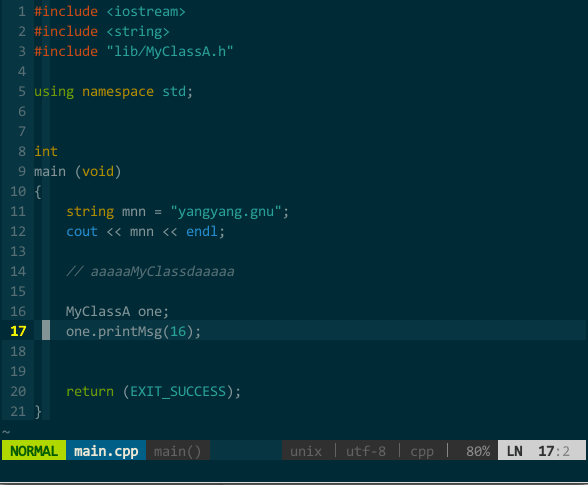 1 #include <iostream>
2 #include <string>
3 #include "lib/MyClassA.h"
4
5 using namespace std;
6
7
8 int
9 main (void)
10 {
11     string mnn = "yangyang.gnu";
12     cout << mnn << endl;
13
14     // aaaaaMyClassdaaaaa
15
16     MyClassA one;
17     one.printMsg(16);
18
19
20     return (EXIT_SUCCESS);
21 }
~
NORMAL main.cpp main() unix | utf-8 | cpp | 80% LN 17:2